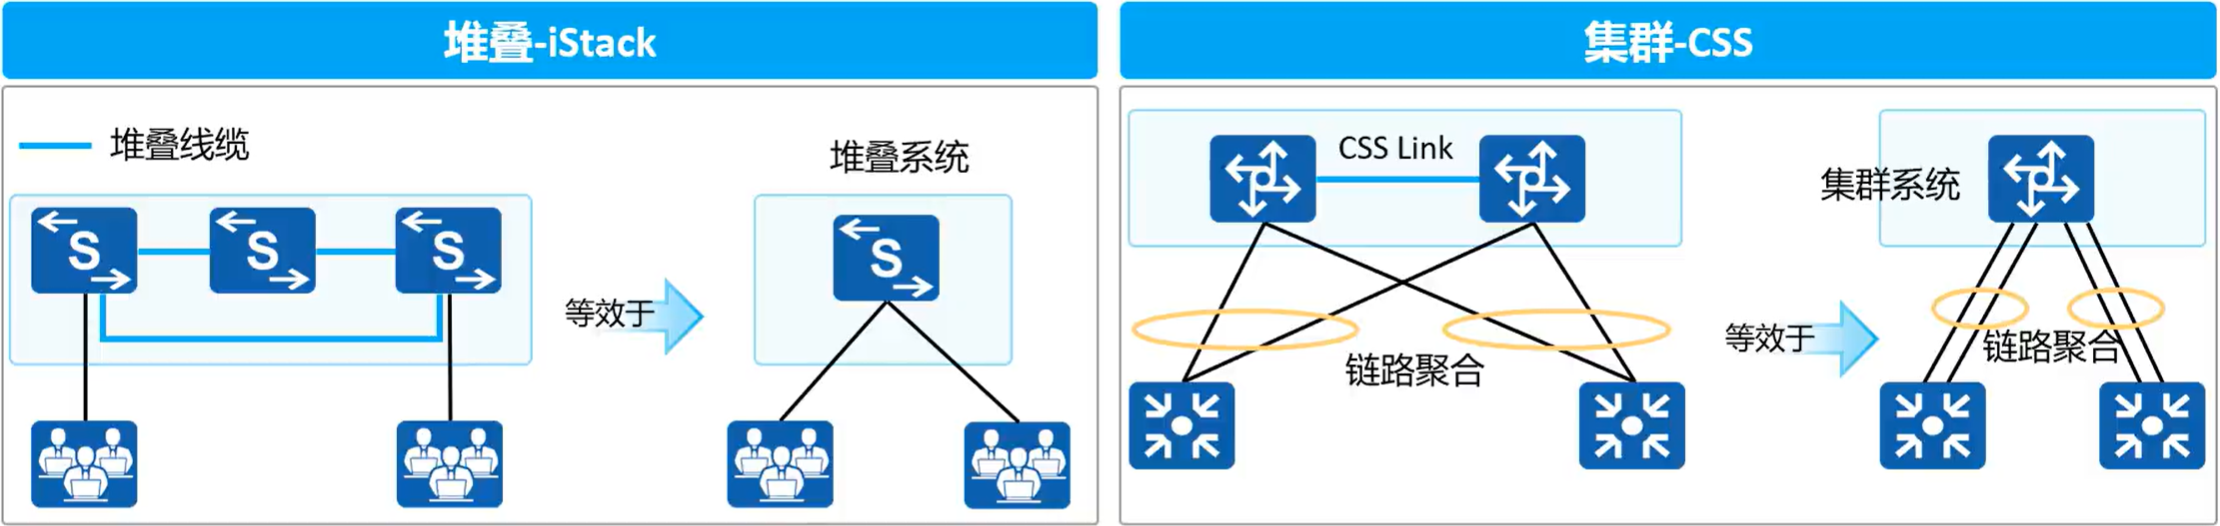 堆叠-iStack
堆叠线缆
S
S
S
等效于
堆叠系统
S
集群-CSS
CSS Link
链路聚合
等效于
集群系统
链路聚合